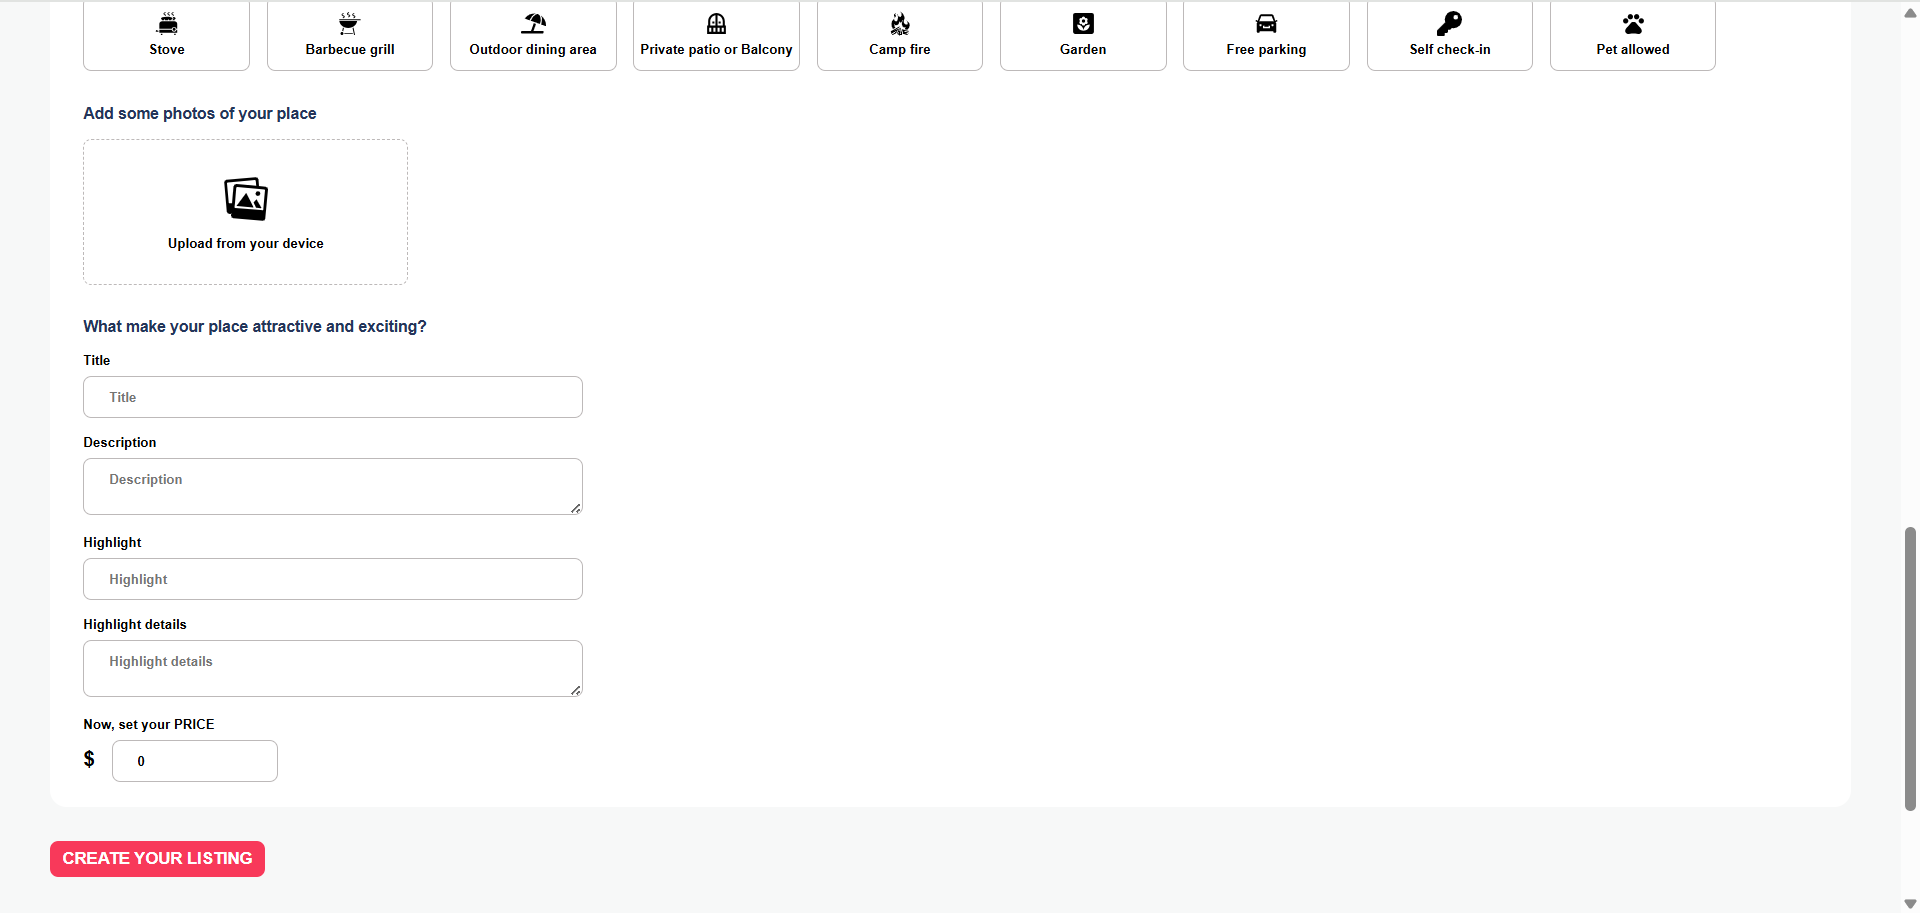 Stove
Barbecue grill
Outdoor dining area
Private patio or Balcony
Camp fire
Garden
Free parking
Self check-in
Pet allowed
Add some photos of your place
Upload from your device
What make your place attractive and exciting?
Title
Title
Description
Description
Highlight
Highlight
Highlight details
Highlight details
Now, set your PRICE
$ 0
CREATE YOUR LISTING